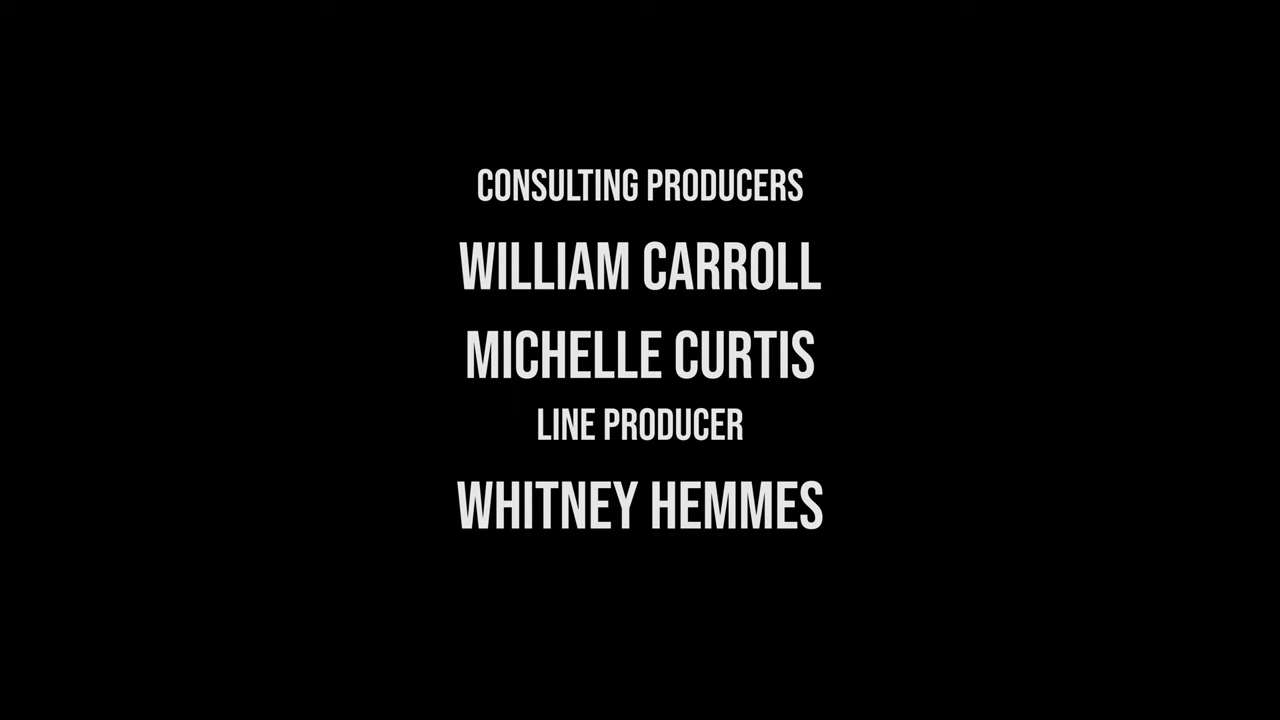 CONSULTING PRODUCERS
WILLIAM CARROLL
MICHELLE CURTIS
LINE PRODUCER
WHITNEY HEMMES